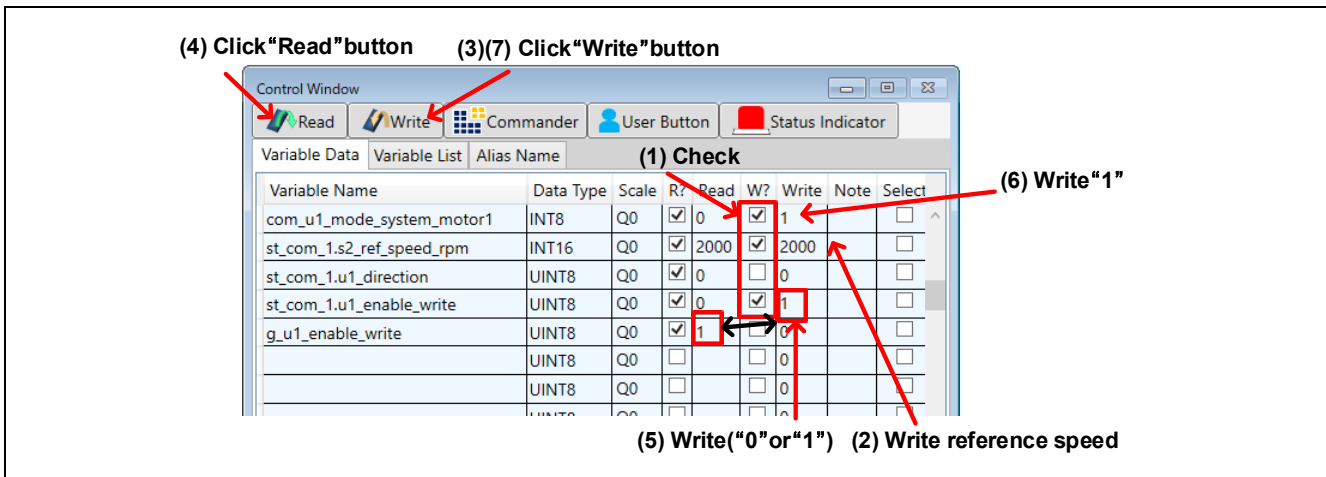 (4) Click“Read”button (3)(7) Click“Write”button
Control Window
Read Write Commander User Button Status Indicator
Variable Data Variable List Alias Name
(1) Check
(6) Write“1”
Variable Name Data Type Scale R? Read W? Write Note Select
com_u1_mode_system_motor1 INT8 Q0 0 1
st_com_1.s2_ref_speed_rpm INT16 Q0 2000 2000
st_com_1.u1_direction UINT8 Q0 0 0
st_com_1.u1_enable_write UINT8 Q0 0 1
g_u1_enable_write UINT8 Q0 1 0
UINT8 Q0 0
UINT8 Q0 0
UINT8 Q0 0
(5) Write(“0”or“1”) (2) Write reference speed